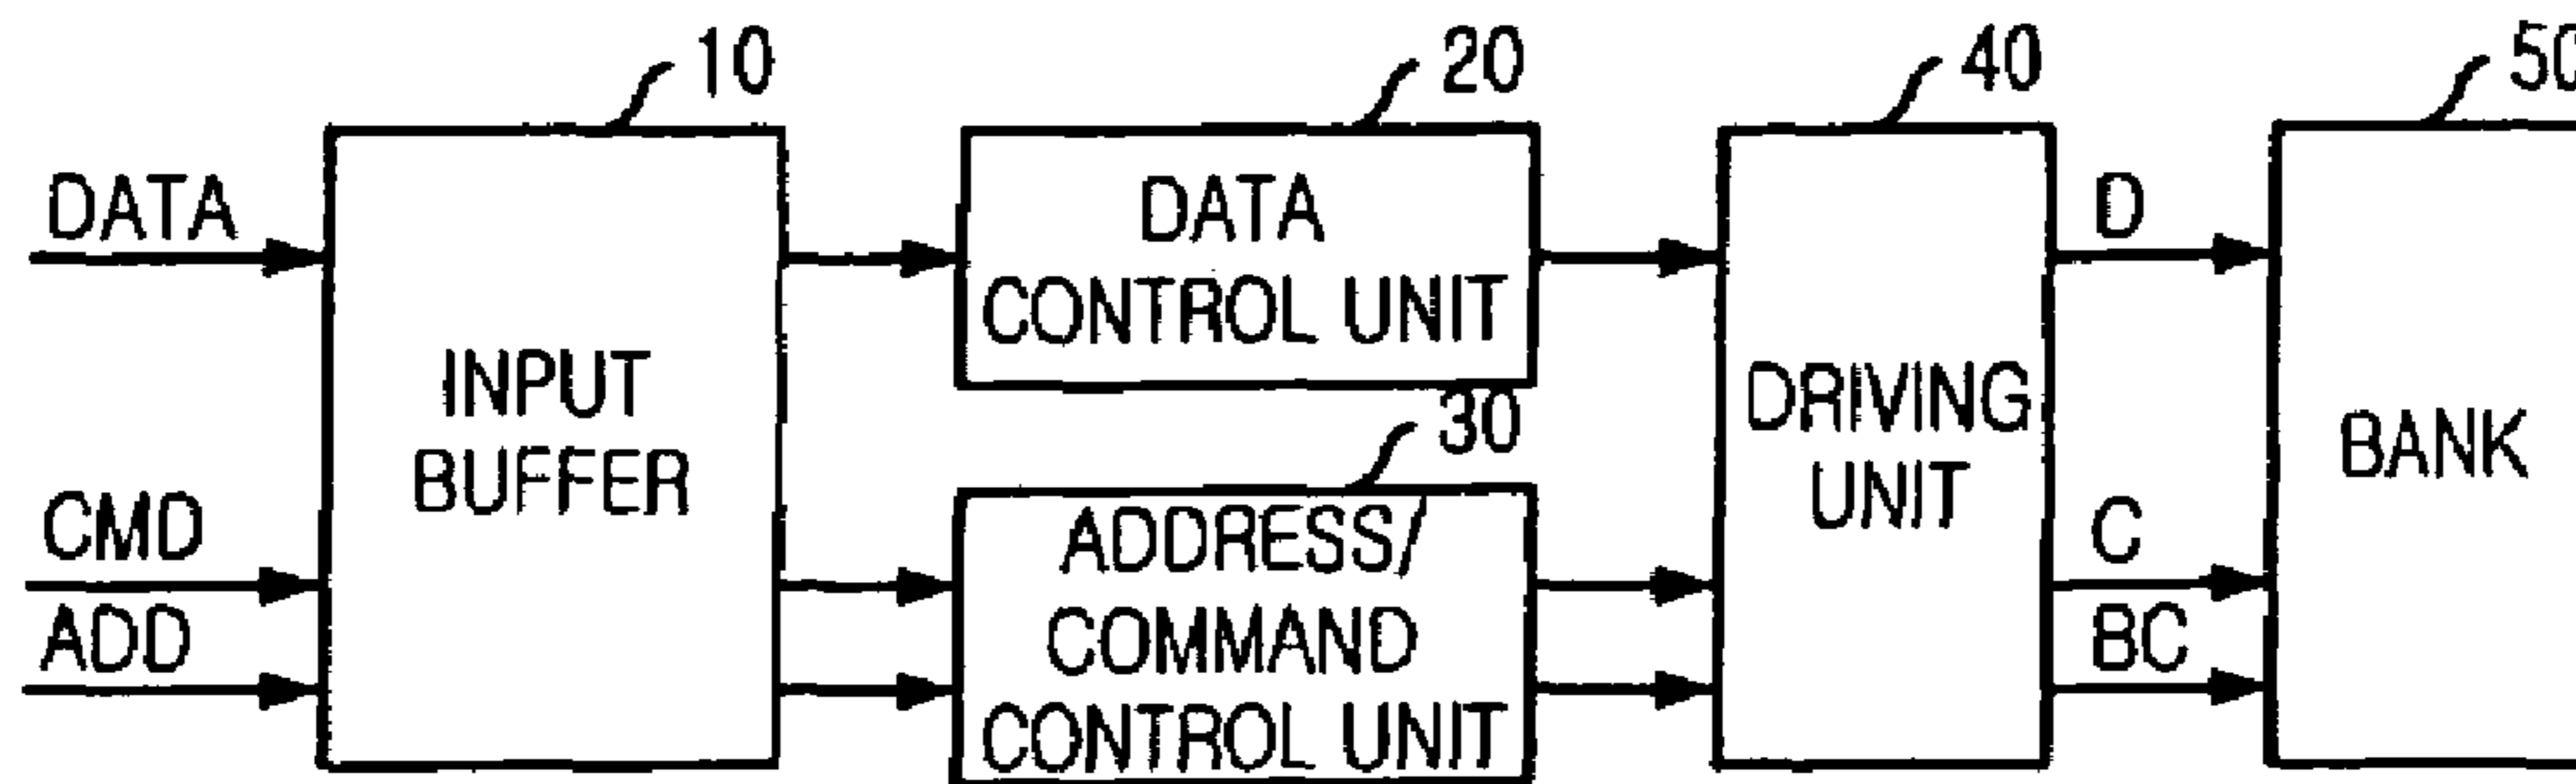 10
20
40
DATA
INPUT
BUFFER
CMD
ADD
DATA
CONTROL UNIT
30
ADDRESS/
COMMAND
CONTROL UNIT
DRIVING
UNIT
D
C
BC
BANK